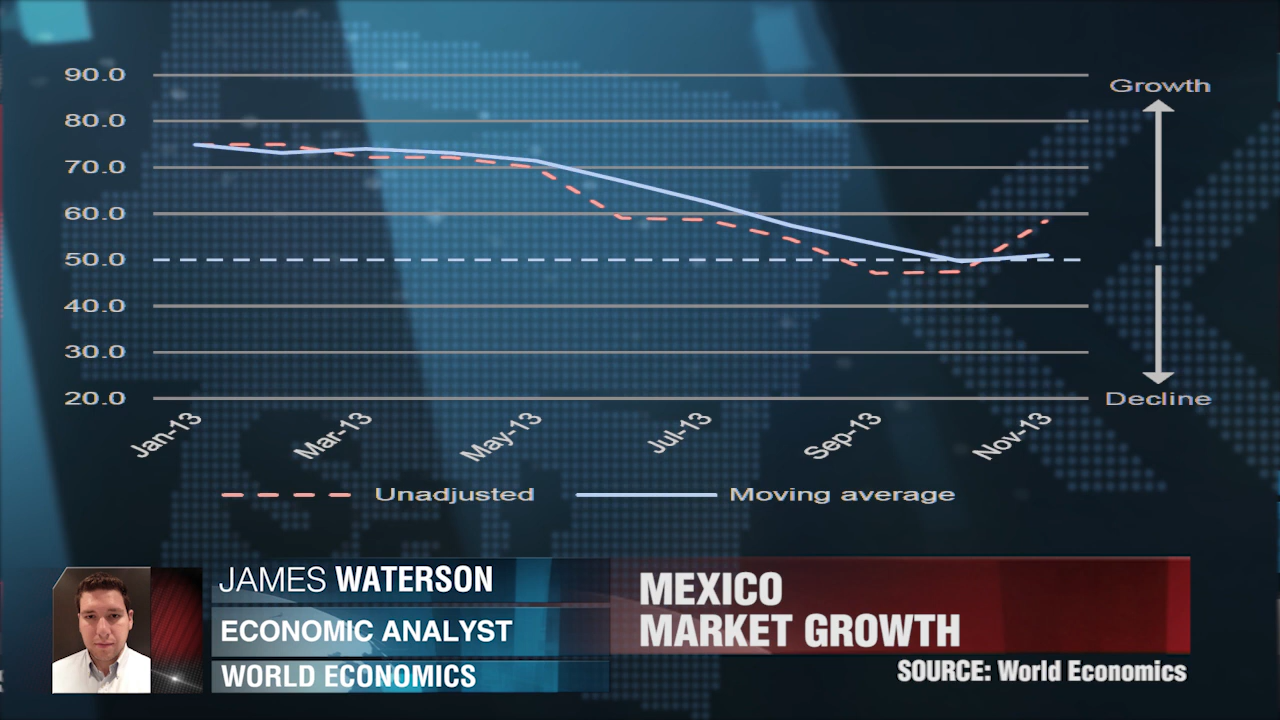 90.0
Growth
80.0
70.0
60.0
50.0
40.0
30.0
20.0
Decline
Jan-13
Mar-13
May-13
Jul-13
Sep-13
Nov-13
Unadjusted
Moving average
JAMES WATERSON
ECONOMIC ANALYST
WORLD ECONOMICS
MEXICO
MARKET GROWTH
SOURCE: World Economics